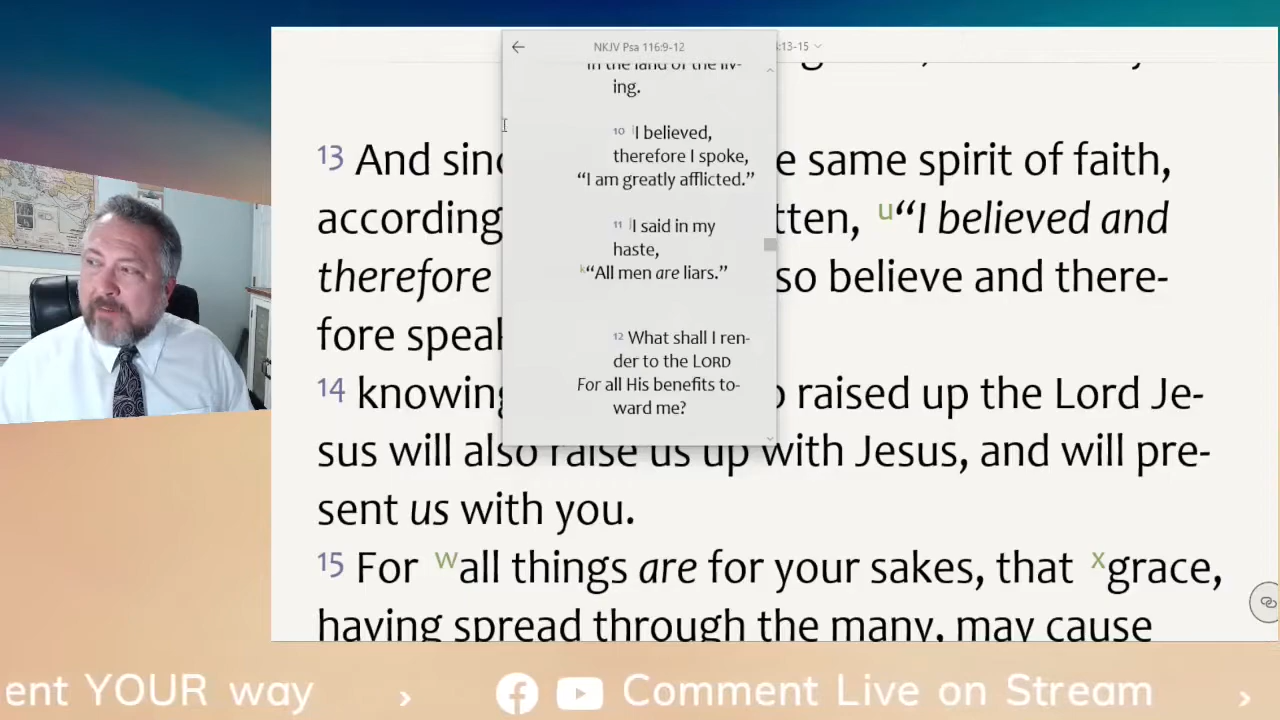 NKJV Psa 116:9-12
:13-15
In the land of the liv-
ing.
10 I believed,
therefore I spoke,
“I am greatly afflicted.”
11 I said in my
haste,
k“All men are liars.”
12 What shall I ren-
der to the LORD
For all His benefits to-
ward me?
13 And sinc e same spirit of faith,
according tten, u“I believed and
therefore so believe and there-
fore speak
14 knowing raised up the Lord Je-
sus will also raise us up with Jesus, and will pre-
sent us with you.
15 For wall things are for your sakes, that xgrace,
having spread through the many, may cause
ent YOUR way › Comment Live on Stream ›